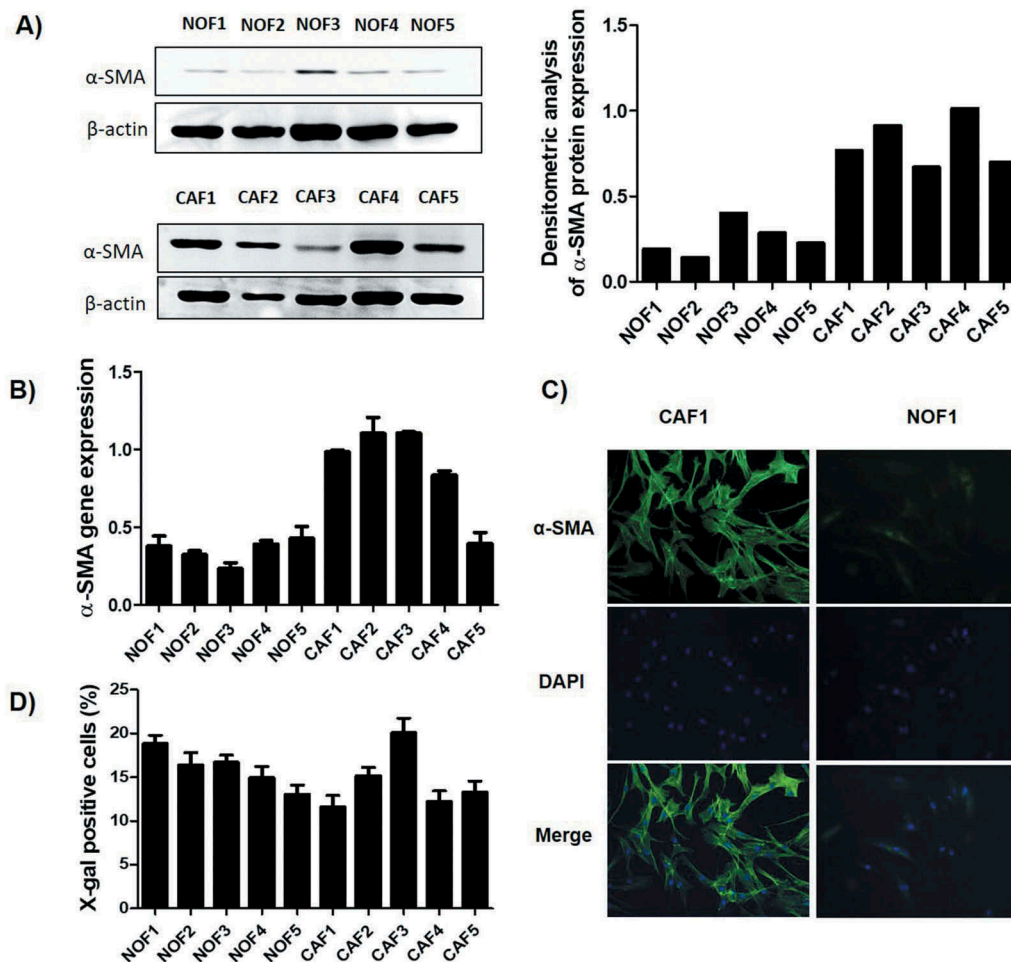 A)
NOF1 NOF2 NOF3 NOF4 NOF5
α-SMA
β-actin
CAF1 CAF2 CAF3 CAF4 CAF5
α-SMA
β-actin
Densitometric analysis
of α-SMA protein expression
1.5
1.0
0.5
0.0
NOF1 NOF2 NOF3 NOF4 NOF5 CAF1 CAF2 CAF3 CAF4 CAF5
B)
α-SMA gene expression
1.5
1.0
0.5
0.0
NOF1 NOF2 NOF3 NOF4 NOF5 CAF1 CAF2 CAF3 CAF4 CAF5
C)
CAF1 NOF1
α-SMA
DAPI
Merge
D)
X-gal positive cells (%)
25
20
15
10
5
0
NOF1 NOF2 NOF3 NOF4 NOF5 CAF1 CAF2 CAF3 CAF4 CAF5